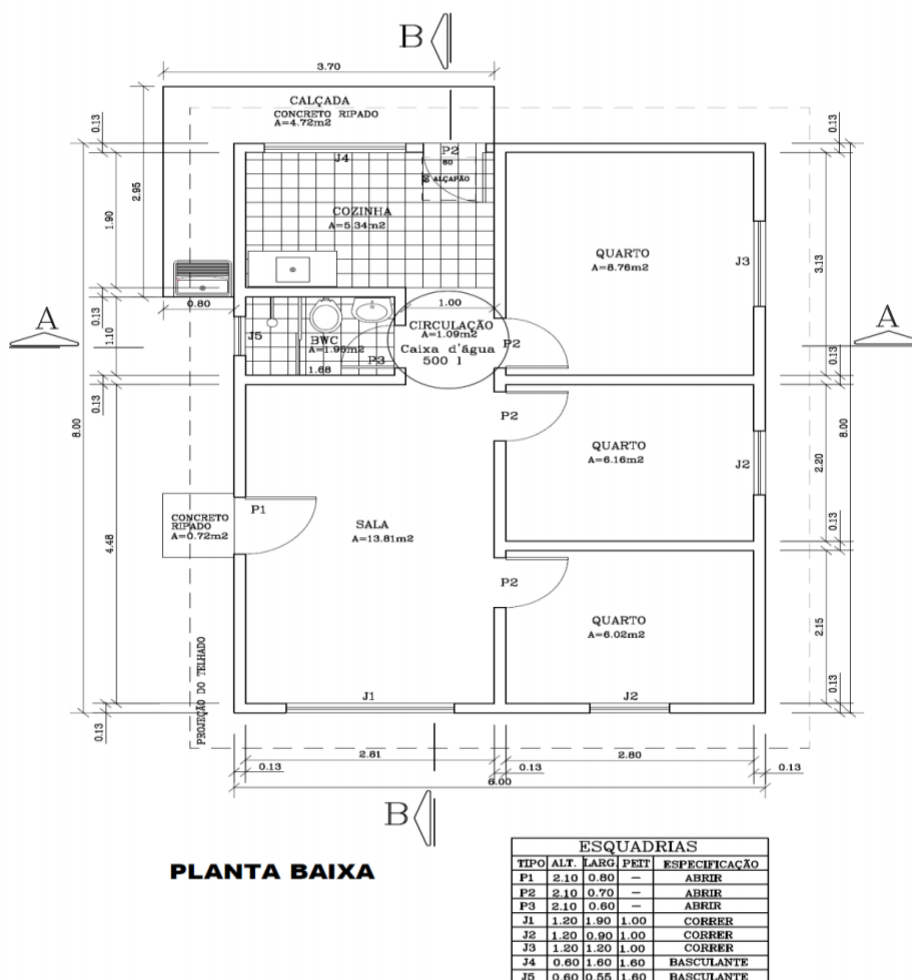 B
3.70
CALÇADA
CONCRETO RIPADO
A=4.72m2
0.13
0.13
P2
60
60
ALÇAPÃO
J4
COZINHA
A=5.34m2
1.90
2.95
QUARTO
A=8.76m2
J3
3.13
0.80
1.00
A
A
0.13
1.10
J5
BWC
A=1.95m2
P3
1.68
CIRCULAÇÃO
A=1.09m2
Caixa d'água
500 l
P2
0.13
0.13
8.00
8.00
P2
QUARTO
A=6.16m2
J2
2.20
P1
CONCRETO
RIPADO
A=0.72m2
SALA
A=13.81m2
4.48
0.13
P2
QUARTO
A=6.02m2
2.15
PROJEÇÃO DO TELHADO
J1
J2
0.13
0.13
2.81
2.80
0.13
0.13
0.13
6.00
B
PLANTA BAIXA
ESQUADRIAS
TIPO ALT. LARG. PEIT ESPECIFICAÇÃO
P1 2.10 0.80 — ABRIR
P2 2.10 0.70 — ABRIR
P3 2.10 0.60 — ABRIR
J1 1.20 1.90 1.00 CORRER
J2 1.20 0.90 1.00 CORRER
J3 1.20 1.20 1.00 CORRER
J4 0.60 1.60 1.60 BASCULANTE
J5 0.60 0.55 1.60 BASCULANTE